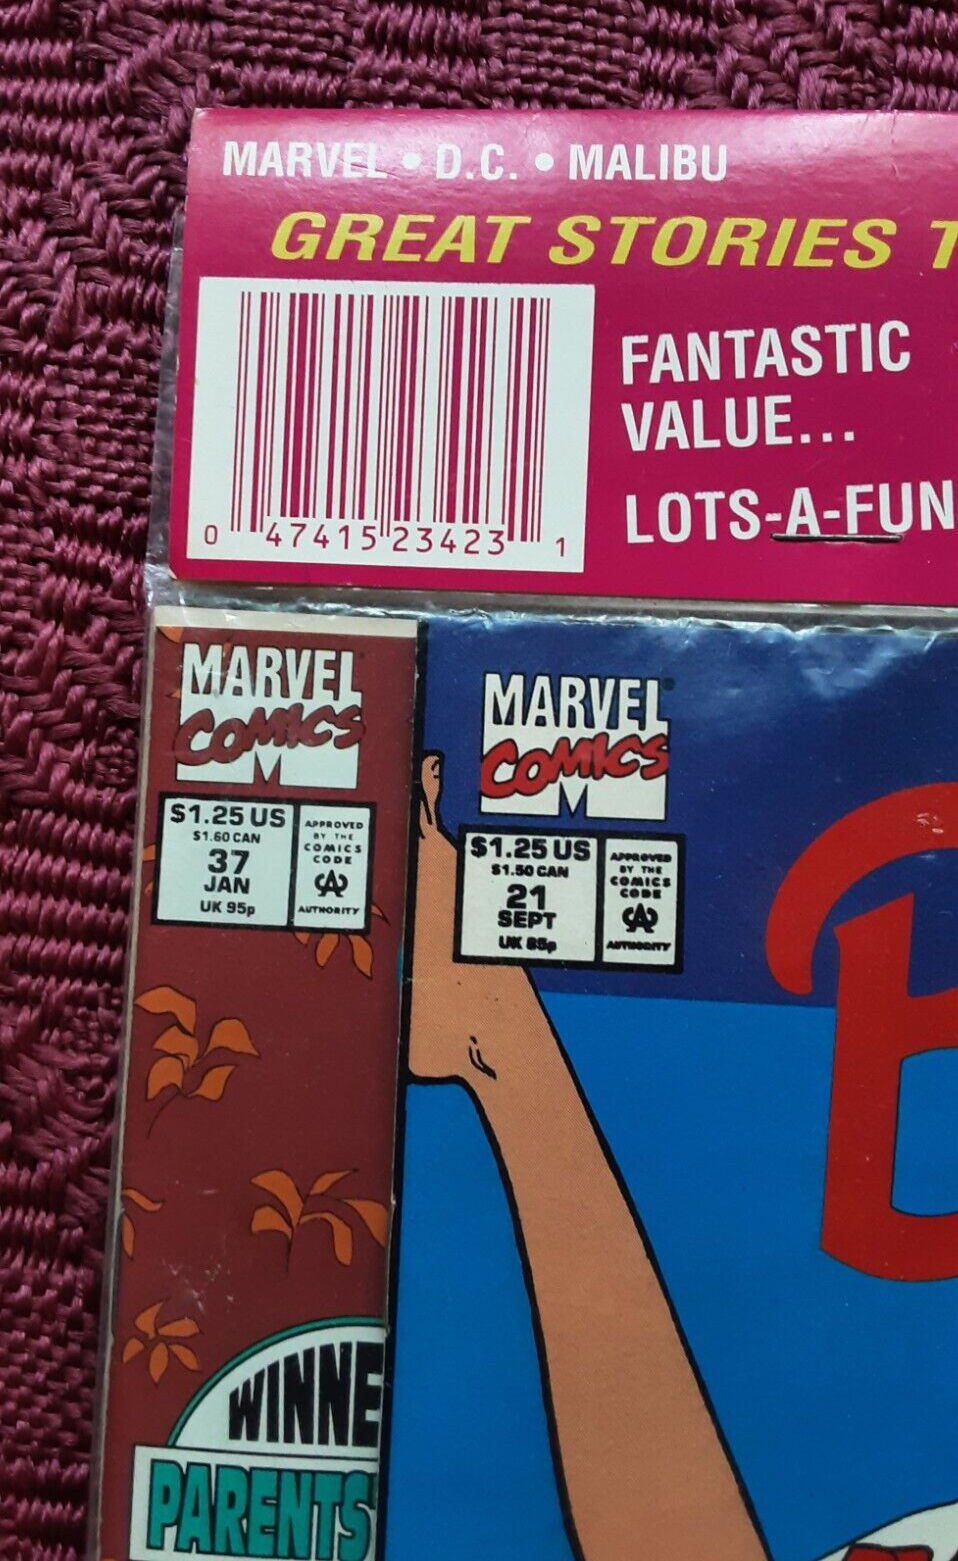 MARVEL • D.C. • MALIBU
GREAT STORIES T
FANTASTIC
VALUE...
LOTS-A-FUN
0 47415 23423 1
MARVEL
COMICS
$1.25 US
$1.60 CAN
37
JAN
UK 95p
APPROVED
BY THE
COMICS
CODE
CA
AUTHORITY
WINNE
PARENTS'
MARVEL®
COMICS
$1.25 US
$1.50 CAN
21
SEPT
UK 85p
APPROVED
BY THE
COMICS
CODE
CA
AUTHORITY
B